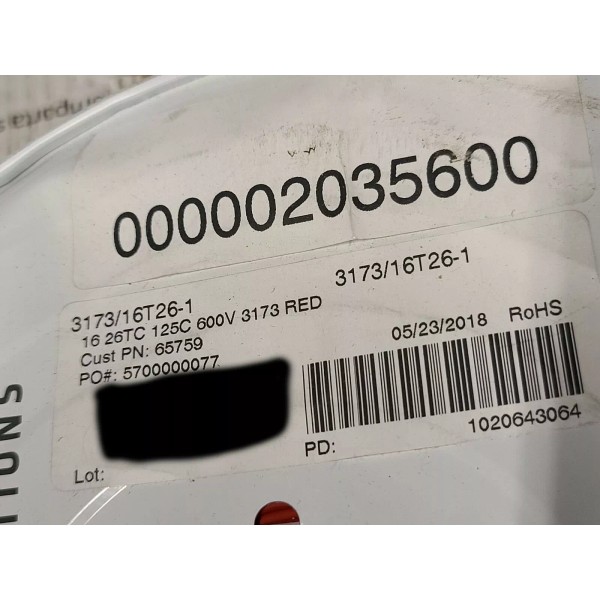 000002035600
3173/16T26-1
3173/16T26-1
16 26TC 125C 600V 3173 RED
Cust PN: 65759
PO#: 5700000077
05/23/2018 RoHS
1020643064
PD:
Lot: